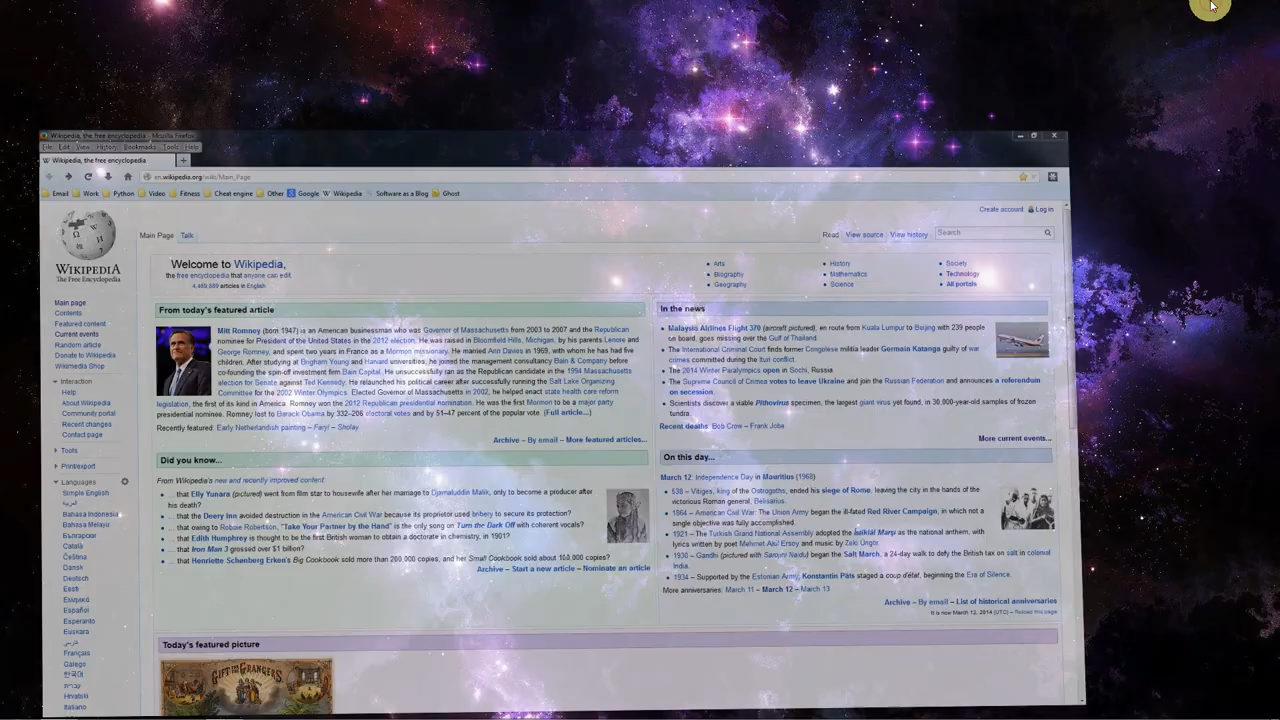 Wikipedia, the free encyclopedia - Mozilla Firefox
File Edit View History Bookmarks Tools Help
Wikipedia, the free encyclopedia
en.wikipedia.org/wiki/Main_Page
Email Work Python Video Fitness Cheat engine Other Google Wikipedia Software as a Blog Ghost
Create account Log in
Main Page Talk
Read View source View history Search
WIKIPEDIA
The Free Encyclopedia
Main page
Contents
Featured content
Current events
Random article
Donate to Wikipedia
Wikimedia Shop
Interaction
Help
About Wikipedia
Community portal
Recent changes
Contact page
Tools
Print/export
Languages
Simple English
العربية
Bahasa Indonesia
Bahasa Melayu
Български
Català
Čeština
Dansk
Deutsch
Eesti
Ελληνικά
Español
Esperanto
Euskara
فارسی
Français
Galego
한국어
עברית
Hrvatski
Italiano
Welcome to Wikipedia,
the free encyclopedia that anyone can edit.
4,469,889 articles in English
Arts
Biography
Geography
History
Mathematics
Science
Society
Technology
All portals
From today's featured article
Mitt Romney (born 1947) is an American businessman who was Governor of Massachusetts from 2003 to 2007 and the Republican
nominee for President of the United States in the 2012 election. He was raised in Bloomfield Hills, Michigan, by his parents Lenore and
George Romney, and spent two years in France as a Mormon missionary. He married Ann Davies in 1969, with whom he has had five
children. After studying at Brigham Young and Harvard universities, he joined the management consultancy Bain & Company before
co-founding the spin-off investment firm Bain Capital. He unsuccessfully ran as the Republican candidate in the 1994 Massachusetts
election for Senate against Ted Kennedy. He relaunched his political career after successfully running the Salt Lake Organizing
Committee for the 2002 Winter Olympics. Elected Governor of Massachusetts in 2002, he helped enact state health care reform
legislation, the first of its kind in America. Romney won the 2012 Republican presidential nomination. He was the first Mormon to be a major party
presidential nominee. Romney lost to Barack Obama by 332–206 electoral votes and by 51–47 percent of the popular vote. (Full article...)
Recently featured: Early Netherlandish painting – Faryl – Sholay
Archive – By email – More featured articles...
Did you know...
From Wikipedia's new and recently improved content:
... that Elly Yunara (pictured) went from film star to housewife after her marriage to Djamaluddin Malik, only to become a producer after
his death?
... that the Deery Inn avoided destruction in the American Civil War because its proprietor used bribery to secure its protection?
... that owing to Robbie Robertson, "Take Your Partner by the Hand" is the only song on Turn the Dark Off with coherent vocals?
... that Edith Humphrey is thought to be the first British woman to obtain a doctorate in chemistry, in 1901?
... that Iron Man 3 grossed over $1 billion?
... that Henriette Schønberg Erken's Big Cookbook sold more than 200,000 copies, and her Small Cookbook sold about 100,000 copies?
Archive – Start a new article – Nominate an article
In the news
Malaysia Airlines Flight 370 (aircraft pictured), en route from Kuala Lumpur to Beijing with 239 people
on board, goes missing over the Gulf of Thailand.
The International Criminal Court finds former Congolese militia leader Germain Katanga guilty of war
crimes committed during the Ituri conflict.
The 2014 Winter Paralympics open in Sochi, Russia
The Supreme Council of Crimea votes to leave Ukraine and join the Russian Federation and announces a referendum
on secession.
Scientists discover a viable Pithovirus specimen, the largest giant virus yet found, in 30,000-year-old samples of frozen
tundra.
Recent deaths: Bob Crow – Frank Jobe
More current events...
On this day...
March 12: Independence Day in Mauritius (1968)
538 – Vitiges, king of the Ostrogoths, ended his siege of Rome, leaving the city in the hands of the
victorious Roman general, Belisarius.
1864 – American Civil War: The Union Army began the ill-fated Red River Campaign, in which not a
single objective was fully accomplished.
1921 – The Turkish Grand National Assembly adopted the İstiklâl Marşı as the national anthem, with
lyrics written by poet Mehmet Akif Ersoy and music by Zeki Üngör.
1930 – Gandhi (pictured with Sarojini Naidu) began the Salt March, a 24-day walk to defy the British tax on salt in colonial
India.
1934 – Supported by the Estonian Army, Konstantin Päts staged a coup d'état, beginning the Era of Silence.
More anniversaries: March 11 – March 12 – March 13
Archive – By email – List of historical anniversaries
It is now March 12, 2014 (UTC) – Reload this page
Today's featured picture
GIFT FOR THE GRANGERS